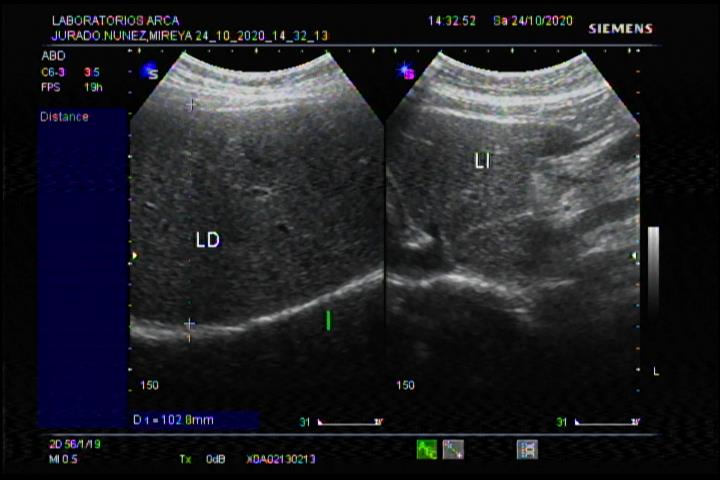 LABORATORIOS ARCA
14:32:52 Sa 24/10/2020
SIEMENS
JURADO NUNEZ,MIREYA 24_10_2020_14_32_13
ABD
C6-3 3.5
FPS 19h
Distance
S
S
LI
LD
150
150
L
D1=102.8mm
31
31
2D 56/1/19
MI 0.5 Tx 0dB XDA02130213